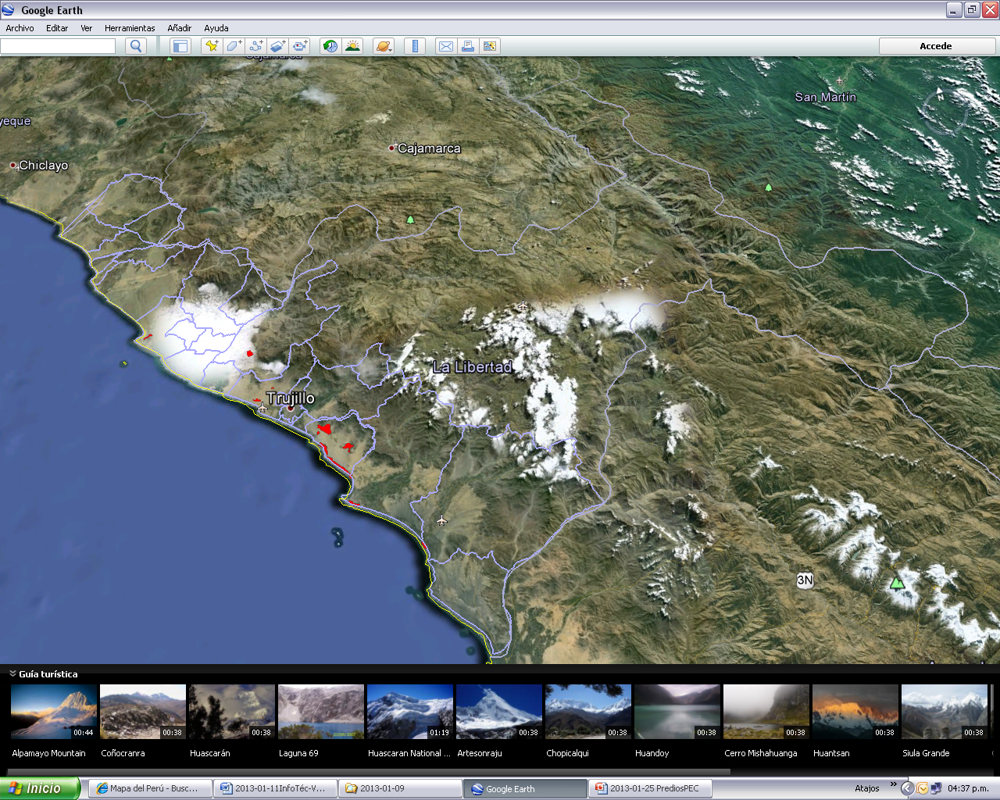 Google Earth
Archivo Editar Ver Herramientas Añadir Ayuda
Accede
Cajamarca
San Martín
yeque
Cajamarca
Chiclayo
La Libertad
Trujillo
3N
Guía turística
00:44 00:38 00:38 01:19 00:38 00:38 00:38 00:38 00:38 00:38
Alpamayo Mountain Coñocranra Huascarán Laguna 69 Huascaran National ... Artesonraju Chopicalqui Huandoy Cerro Mishahuanga Huantsan Siula Grande
Inicio Mapa del Perú - Busc... 2013-01-11InfoTéc-V... 2013-01-09 Google Earth 2013-01-25 PrediosPEC Atajos » 04:37 p.m.